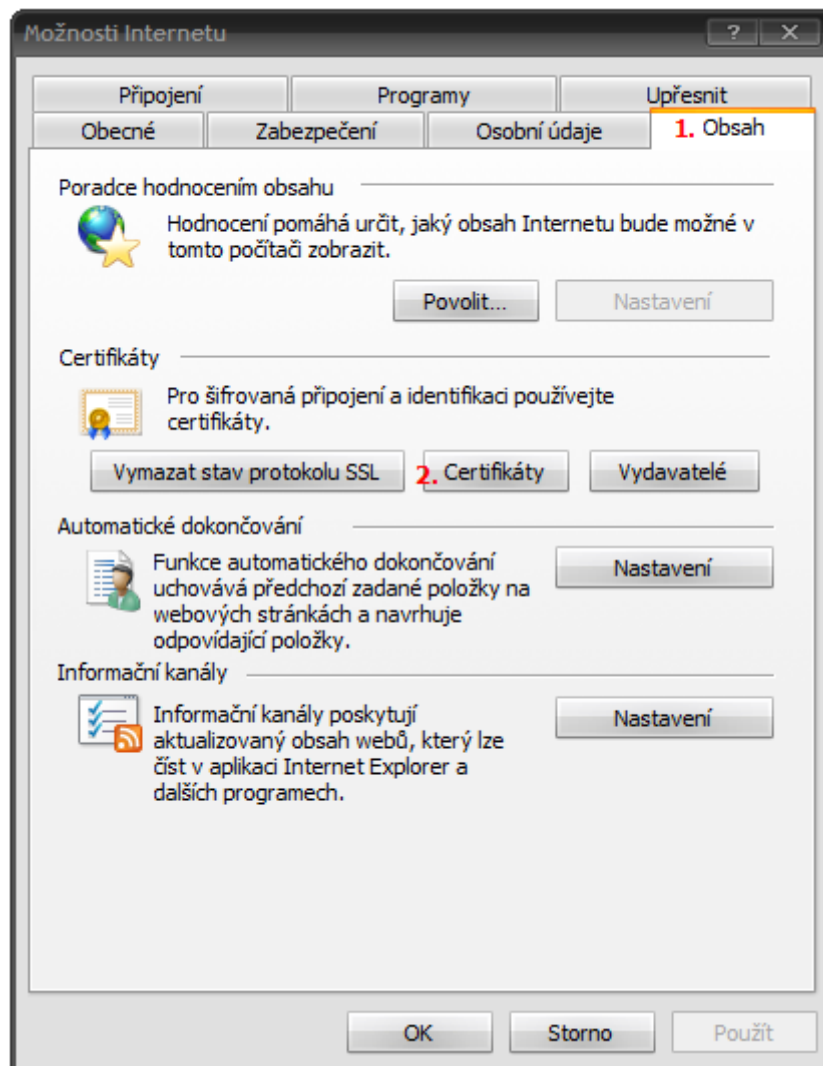 Možnosti Internetu
Připojení Programy Upřesnit
Obecné Zabezpečení Osobní údaje 1. Obsah
Poradce hodnocením obsahu
Hodnocení pomáhá určit, jaký obsah Internetu bude možné v
tomto počítači zobrazit.
Povolit... Nastavení
Certifikáty
Pro šifrovaná připojení a identifikaci používejte
certifikáty.
Vymazat stav protokolu SSL 2. Certifikáty Vydavatelé
Automatické dokončování
Funkce automatického dokončování
uchovává předchozí zadané položky na
webových stránkách a navrhuje
odpovídající položky.
Nastavení
Informační kanály
Informační kanály poskytují
aktualizovaný obsah webů, který lze
číst v aplikaci Internet Explorer a
dalších programech.
Nastavení
OK Storno Použít